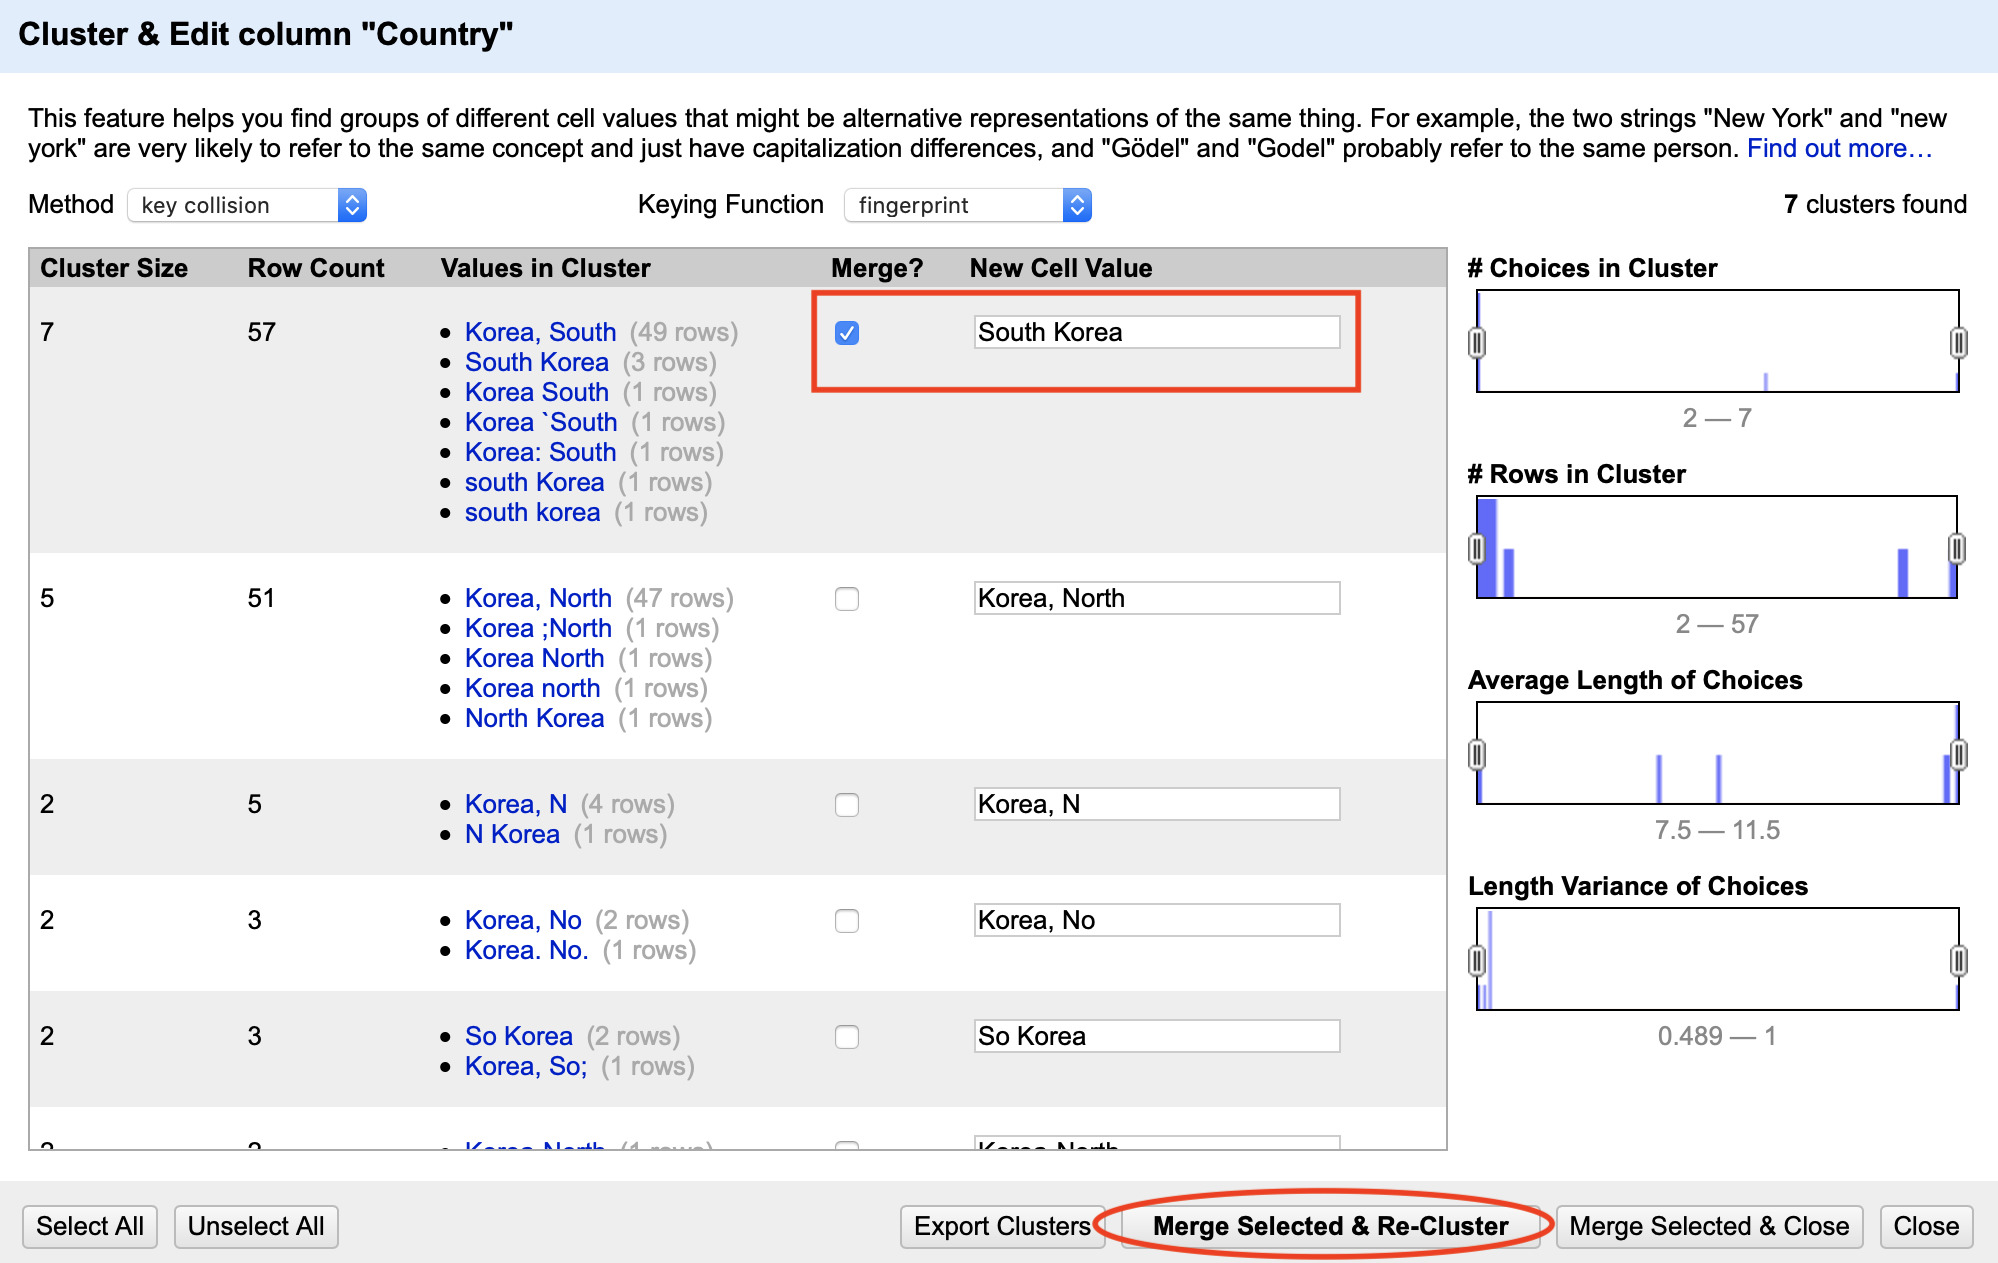 Cluster & Edit column "Country"
This feature helps you find groups of different cell values that might be alternative representations of the same thing. For example, the two strings "New York" and "new
york" are very likely to refer to the same concept and just have capitalization differences, and "Gödel" and "Godel" probably refer to the same person. Find out more…
Method key collision Keying Function fingerprint 7 clusters found
Cluster Size Row Count Values in Cluster Merge? New Cell Value
7 57 • Korea, South (49 rows) South Korea
• South Korea (3 rows)
• Korea South (1 rows)
• Korea `South (1 rows)
• Korea: South (1 rows)
• south Korea (1 rows)
• south korea (1 rows)
5 51 • Korea, North (47 rows) Korea, North
• Korea ;North (1 rows)
• Korea North (1 rows)
• Korea north (1 rows)
• North Korea (1 rows)
2 5 • Korea, N (4 rows) Korea, N
• N Korea (1 rows)
2 3 • Korea, No (2 rows) Korea, No
• Korea. No. (1 rows)
2 3 • So Korea (2 rows) So Korea
• Korea, So; (1 rows)
# Choices in Cluster
2 — 7
# Rows in Cluster
2 — 57
Average Length of Choices
7.5 — 11.5
Length Variance of Choices
0.489 — 1
Select All Unselect All Export Clusters Merge Selected & Re-Cluster Merge Selected & Close Close